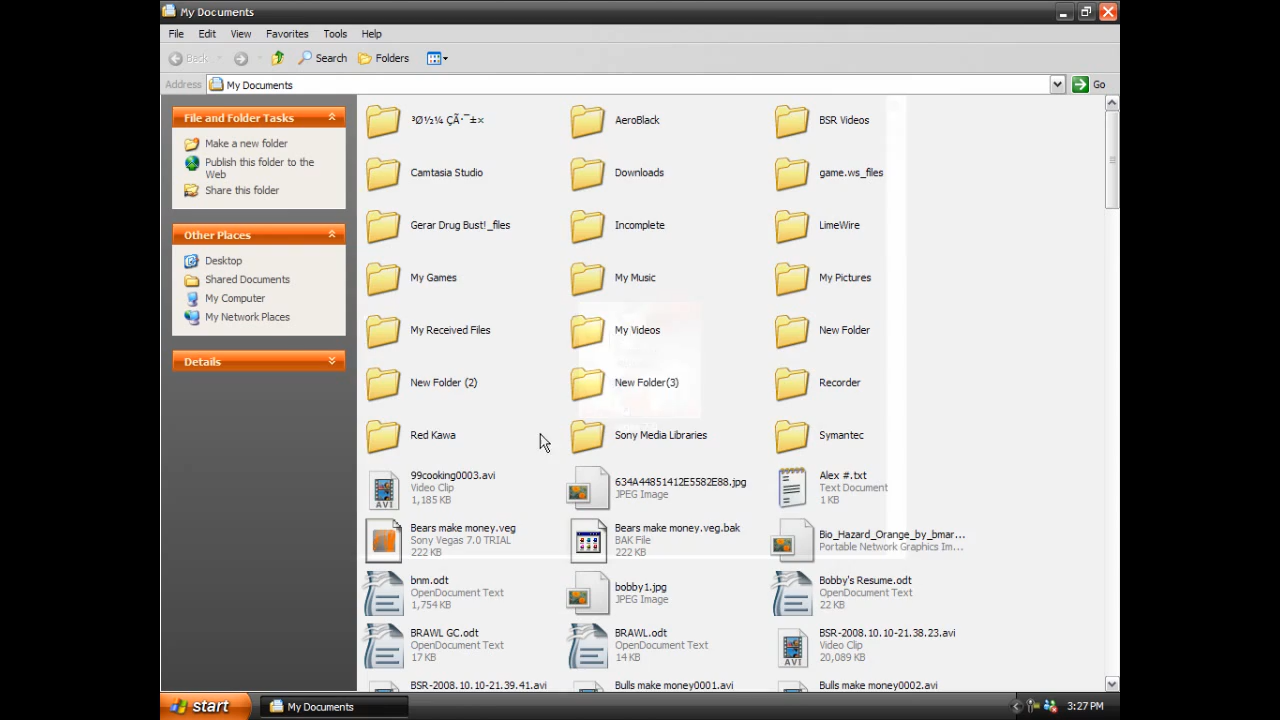 My Documents
File Edit View Favorites Tools Help
Back Search Folders
Address My Documents Go
File and Folder Tasks
Make a new folder
Publish this folder to the
Web
Share this folder
Other Places
Desktop
Shared Documents
My Computer
My Network Places
Details
³Ø½¼ ÇÃ·¯±× AeroBlack BSR Videos
Camtasia Studio Downloads game.ws_files
Gerar Drug Bust!_files Incomplete LimeWire
My Games My Music My Pictures
My Received Files My Videos New Folder
New Folder (2) New Folder(3) Recorder
Red Kawa Sony Media Libraries Symantec
99cooking0003.avi
Video Clip
1,185 KB
634A44851412E5582E88.jpg
JPEG Image
Alex #.txt
Text Document
1 KB
Bears make money.veg
Sony Vegas 7.0 TRIAL
222 KB
Bears make money.veg.bak
BAK File
222 KB
Bio_Hazard_Orange_by_bmar...
Portable Network Graphics Im...
bnm.odt
OpenDocument Text
1,754 KB
bobby1.jpg
JPEG Image
Bobby's Resume.odt
OpenDocument Text
22 KB
BRAWL GC.odt
OpenDocument Text
17 KB
BRAWL.odt
OpenDocument Text
14 KB
BSR-2008.10.10-21.38.23.avi
Video Clip
20,089 KB
BSR-2008.10.10-21.39.41.avi Bulls make money0001.avi Bulls make money0002.avi
start My Documents 3:27 PM